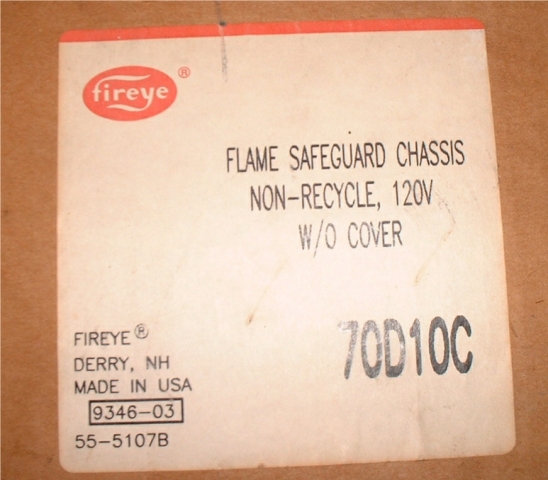 fireye®
FLAME SAFEGUARD CHASSIS
NON-RECYCLE, 120V
W/O COVER
70D10C
FIREYE®
DERRY, NH
MADE IN USA
9346-03
55-5107B